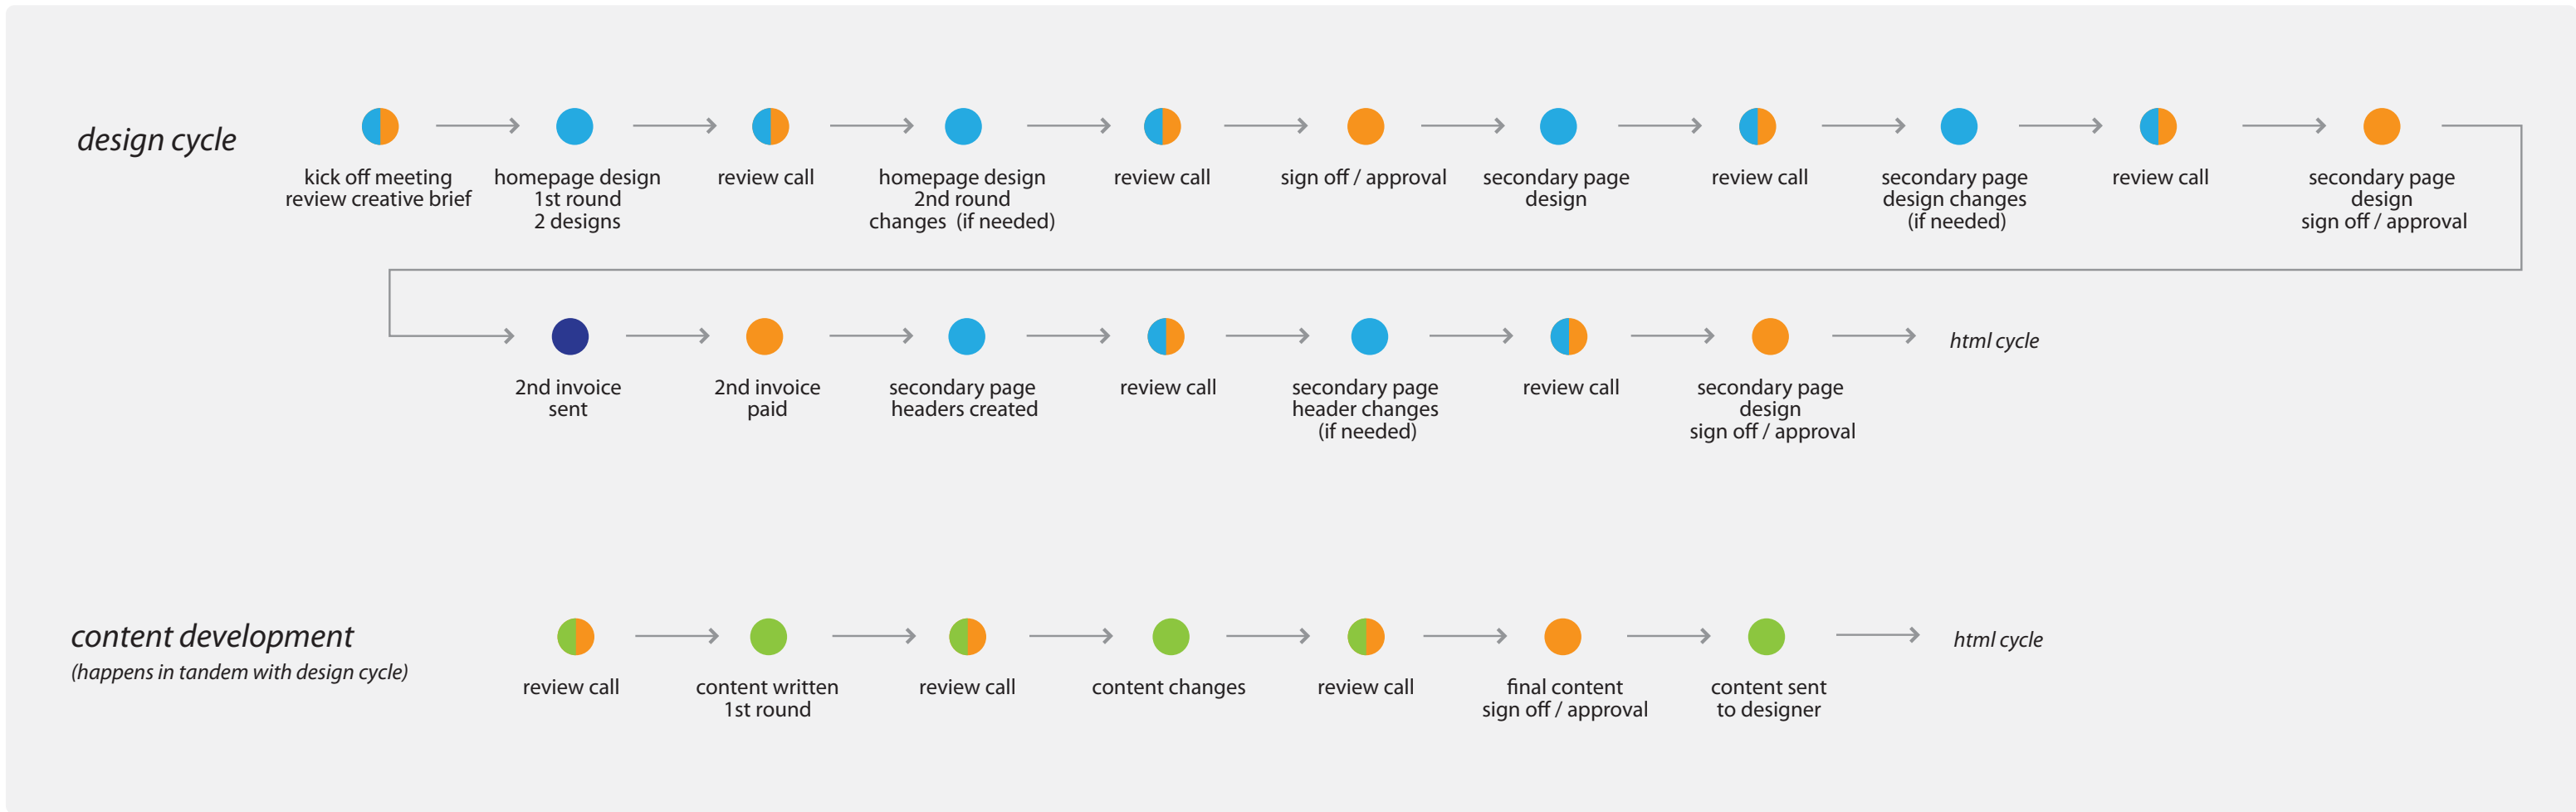 design cycle
kick off meeting
review creative brief
homepage design
1st round
2 designs
review call
homepage design
2nd round
changes (if needed)
review call
sign off / approval
secondary page
design
review call
secondary page
design changes
(if needed)
review call
secondary page
design
sign off / approval
2nd invoice
sent
2nd invoice
paid
secondary page
headers created
review call
secondary page
header changes
(if needed)
review call
secondary page
design
sign off / approval
html cycle
content development
(happens in tandem with design cycle)
review call
content written
1st round
review call
content changes
review call
final content
sign off / approval
content sent
to designer
html cycle